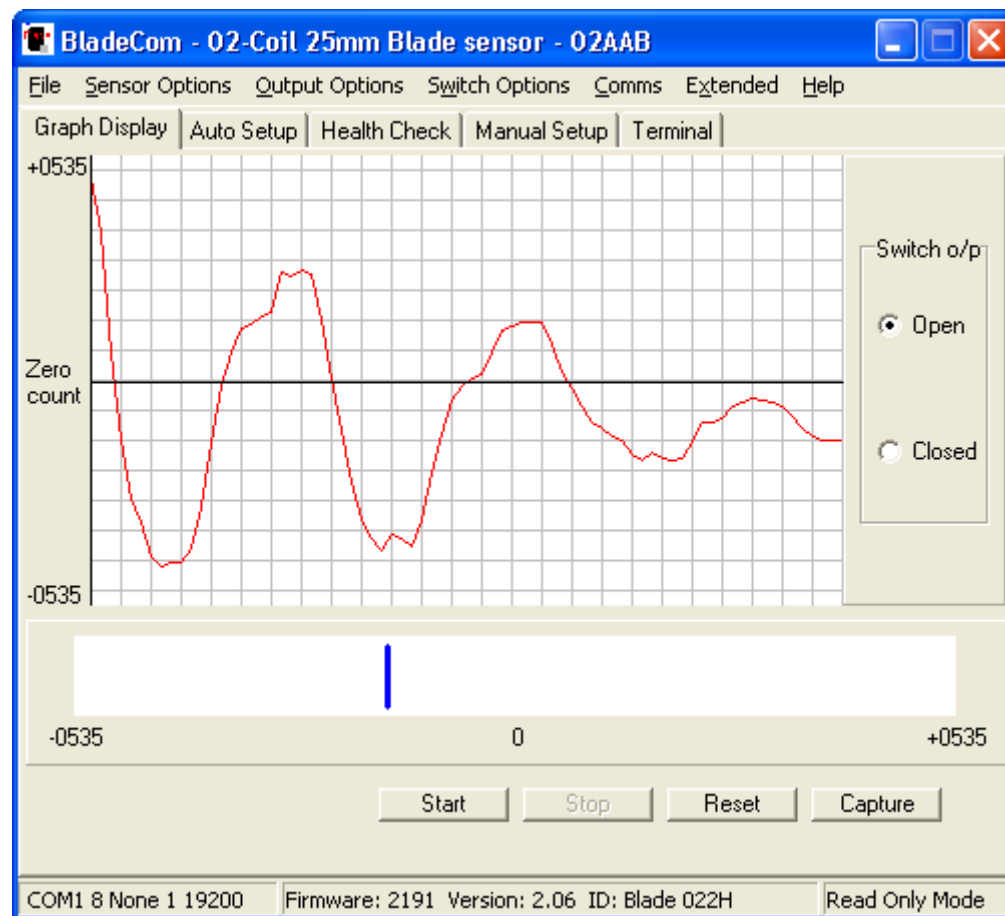 BladeCom - 02-Coil 25mm Blade sensor - 02AAB
File Sensor Options Output Options Switch Options Comms Extended Help
Graph Display Auto Setup Health Check Manual Setup Terminal
+0535
Switch o/p
Open
Zero
count
Closed
-0535
-0535 0 +0535
Start Stop Reset Capture
COM1 8 None 1 19200 Firmware: 2191 Version: 2.06 ID: Blade 022H Read Only Mode